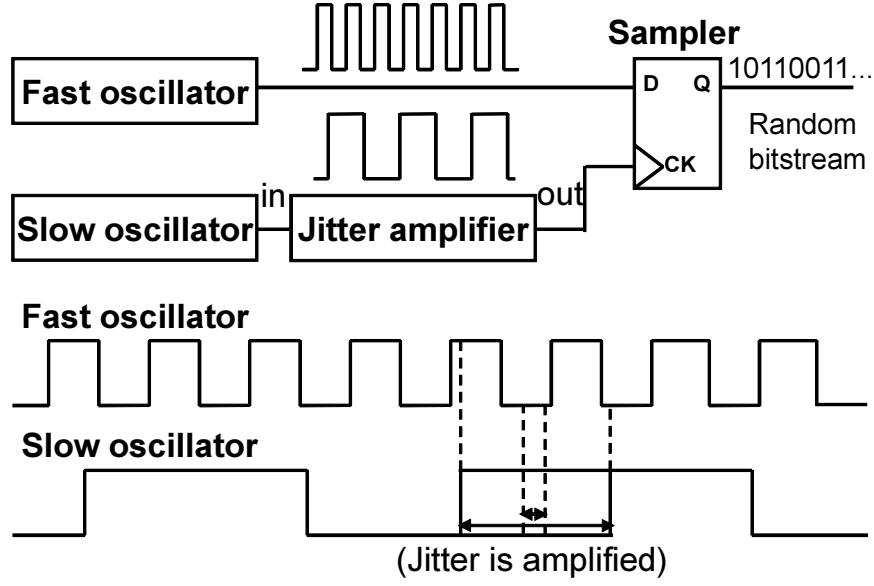 Sampler
10110011...
Fast oscillator
D Q
Random
bitstream
CK
in
out
Slow oscillator
Jitter amplifier
Fast oscillator
Slow oscillator
(Jitter is amplified)